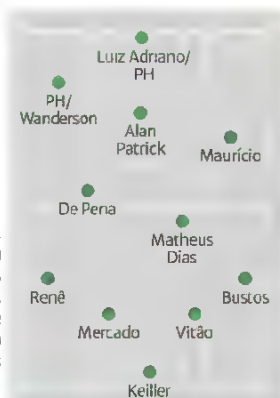 Luiz Adriano/
PH
PH/
Wanderson
Alan
Patrick
Maurício
De Pena
Matheus
Dias
Renê
Bustos
Mercado
Vitão
Keiller